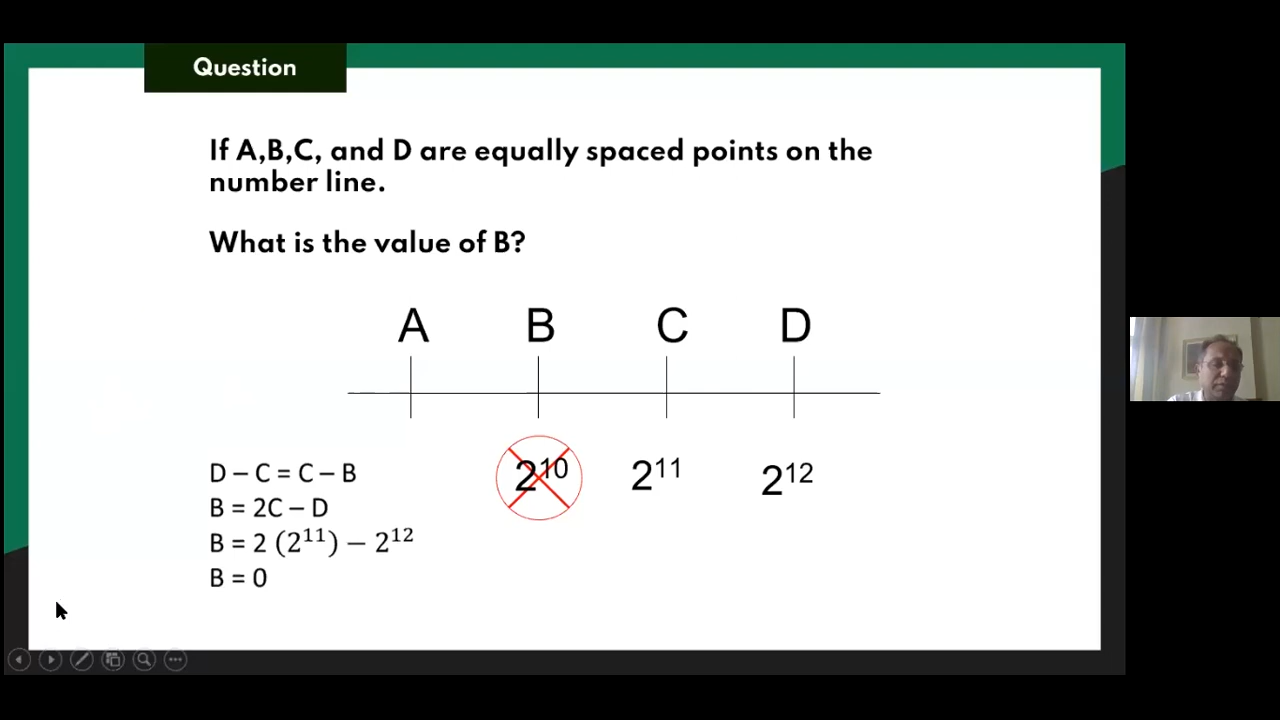 Question
If A,B,C, and D are equally spaced points on the
number line.
What is the value of B?
A B C D
2¹⁰ 2¹¹ 2¹²
D – C = C – B
B = 2C – D
B = 2 (2¹¹) − 2¹²
B = 0